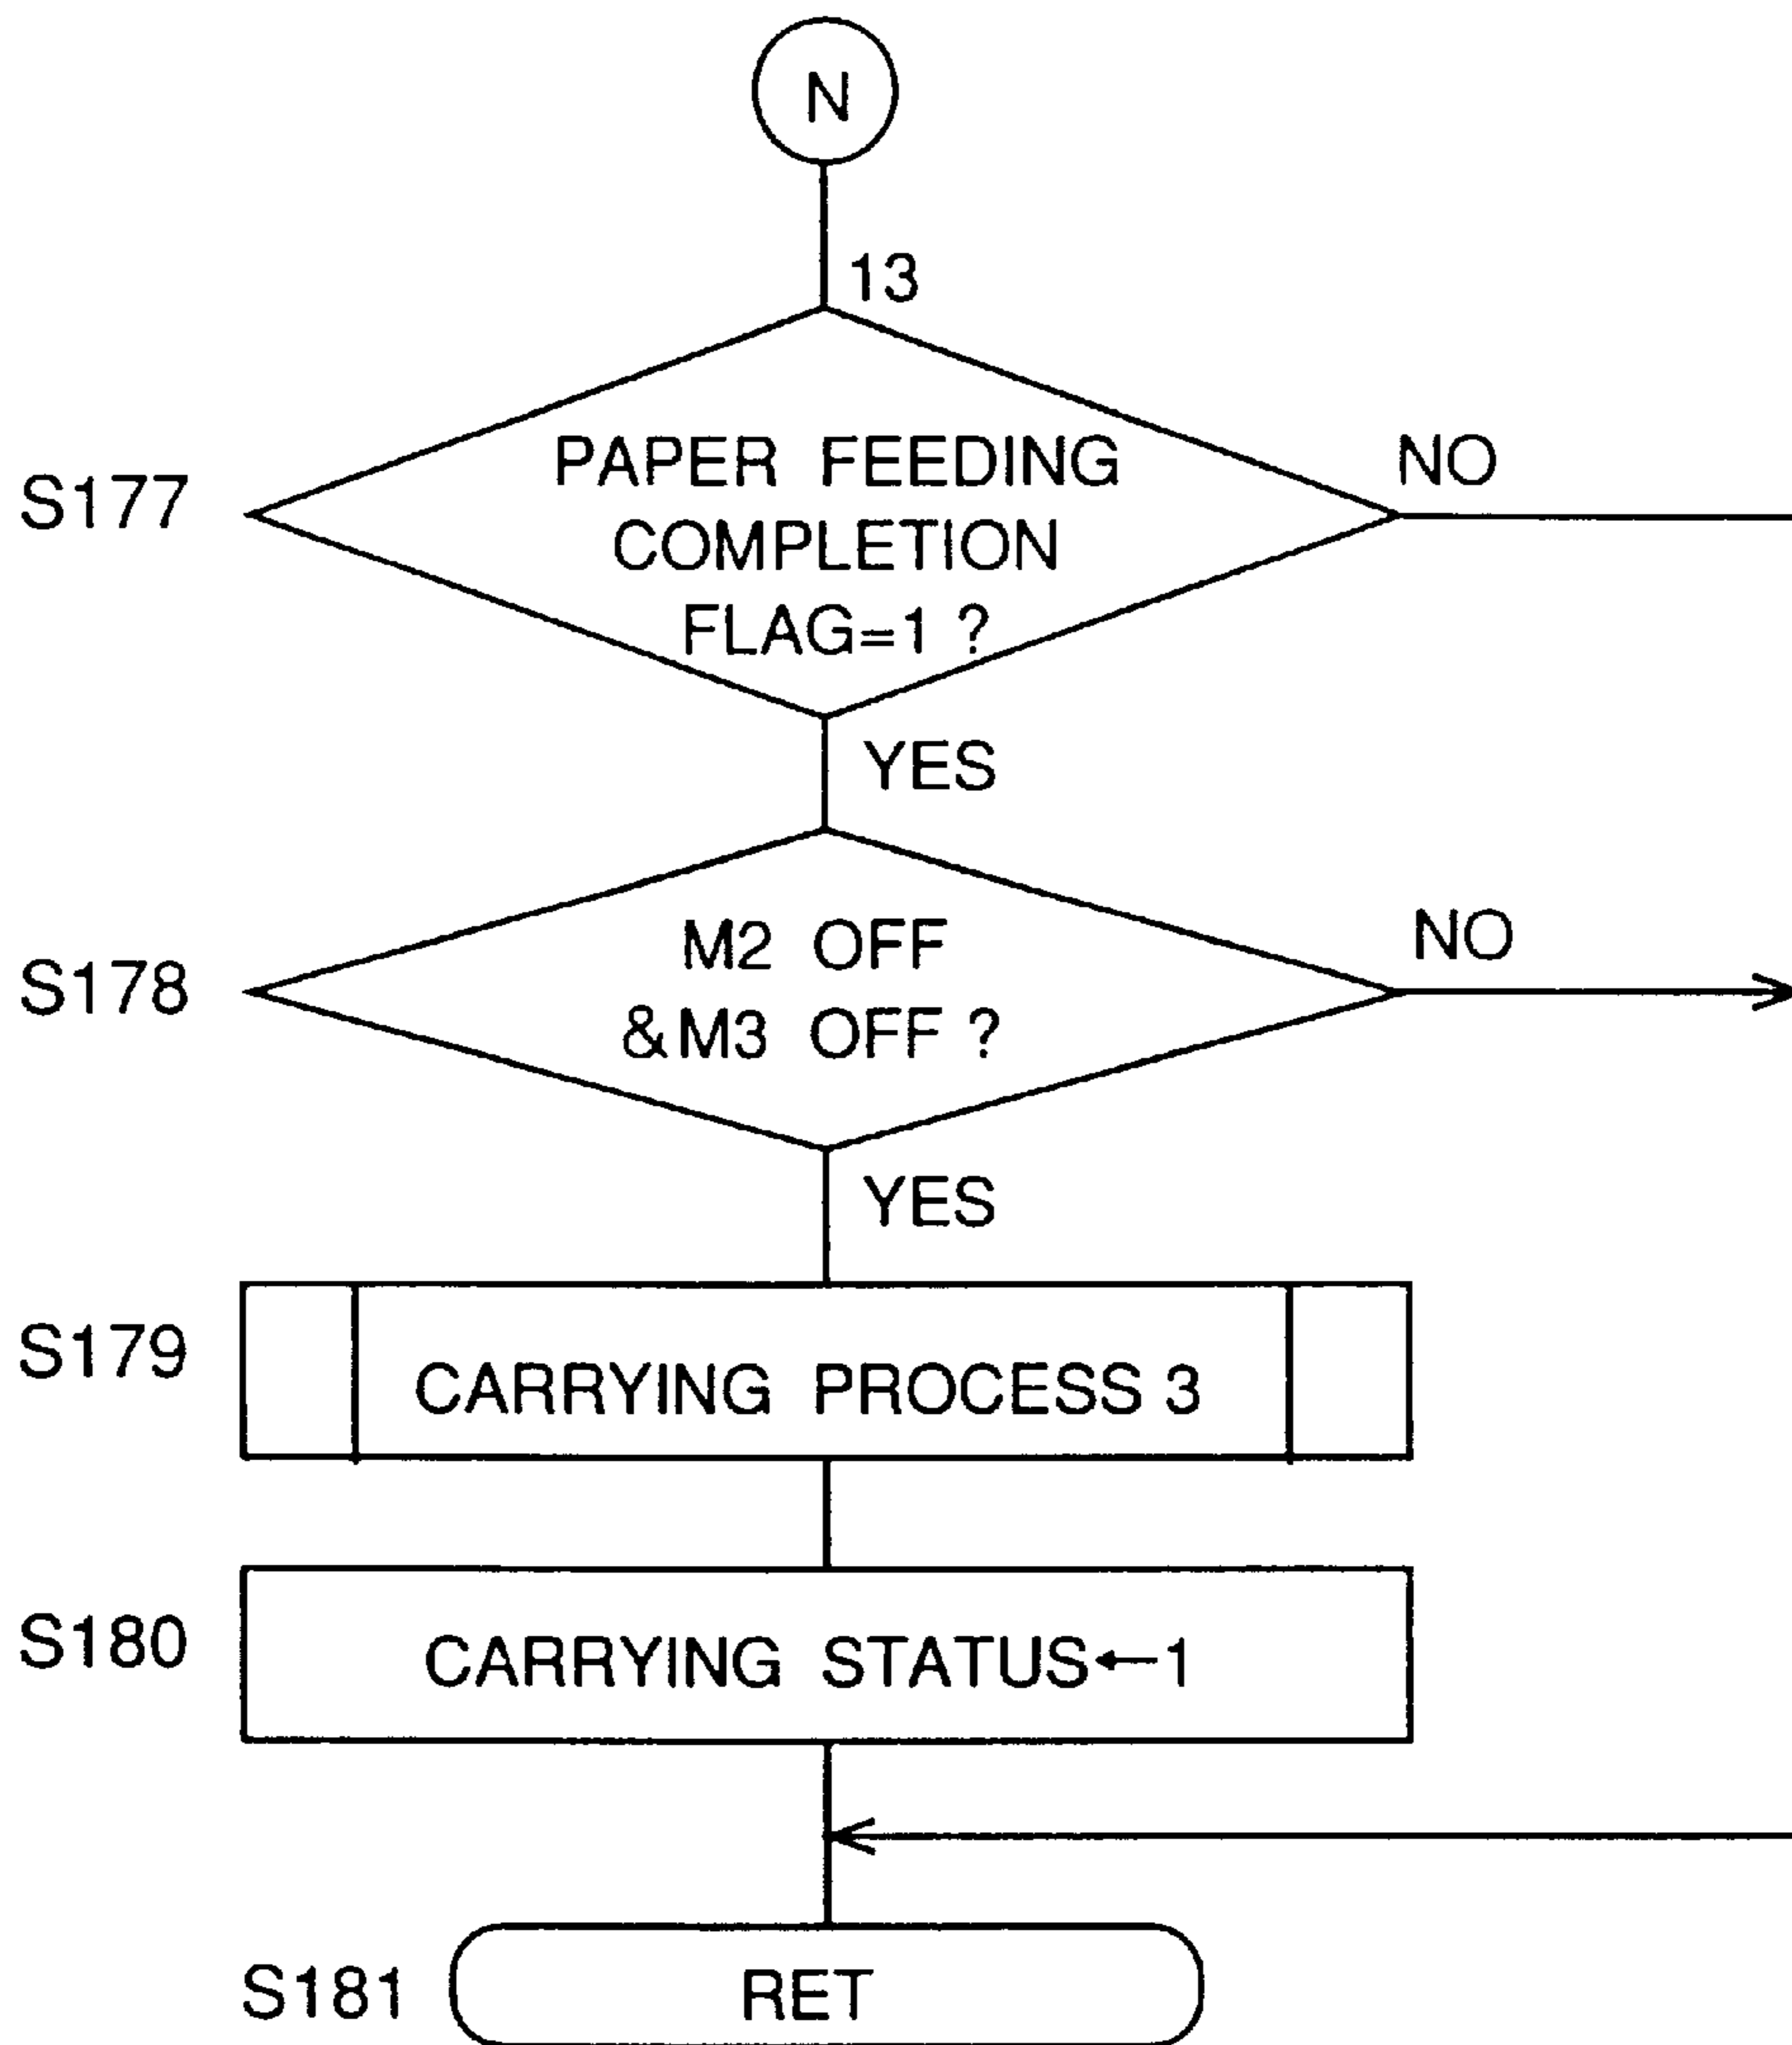 N
13
S177
PAPER FEEDING
COMPLETION
FLAG=1 ?
NO
YES
S178
M2 OFF
&M3 OFF ?
NO
YES
S179
CARRYING PROCESS 3
S180
CARRYING STATUS←1
S181
RET